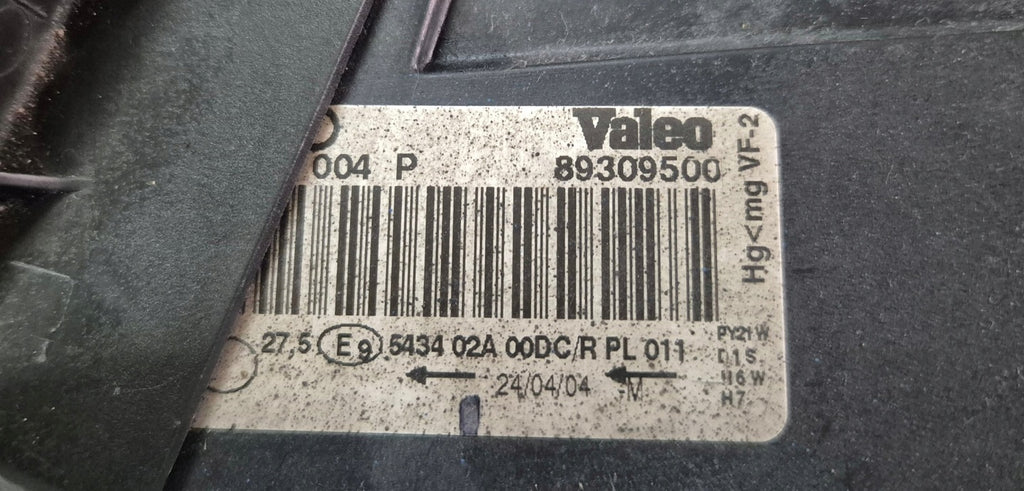 Valeo
004 P 89309500
Hg<mg VF-2
27,5 E9 5434 02A 00DC/R PL 011
24/04/04 M
PY21W
D1S
H6W
H7